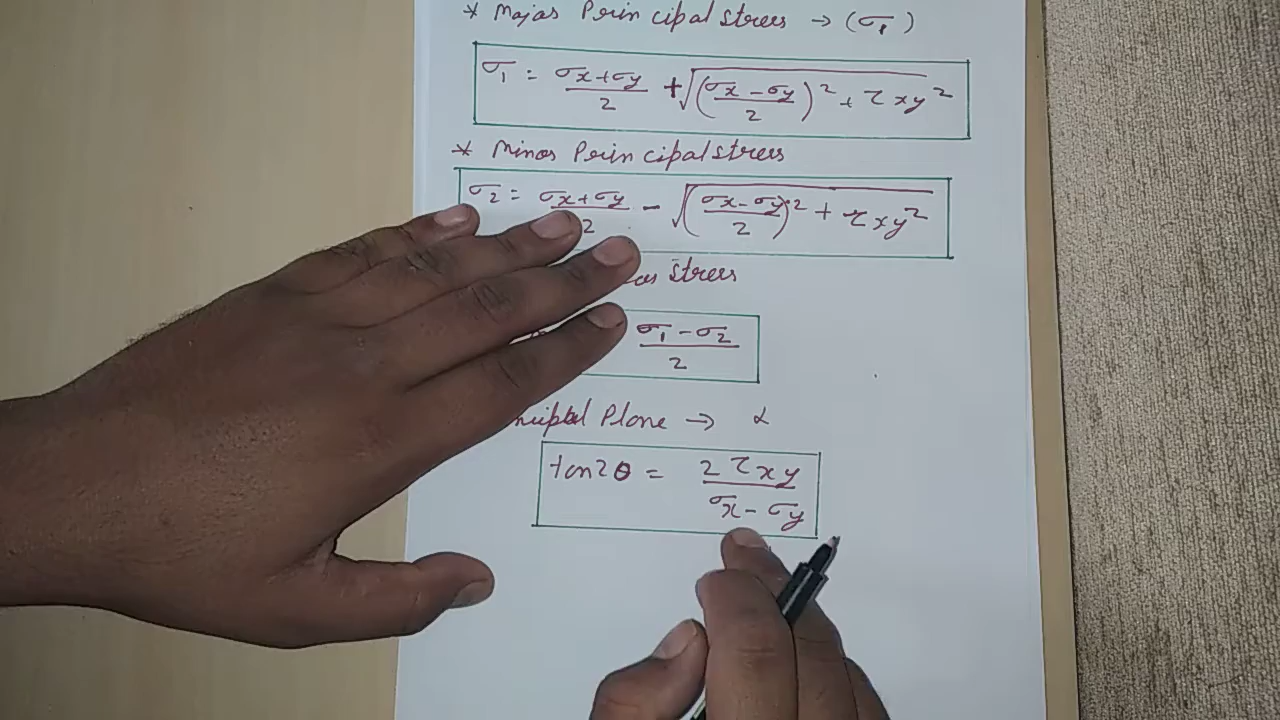 * Major Principal stress → (σ1)
σ1 = σx+σy/2 + √(σx-σy/2)² + τxy²
* Minor Principal stress
σ2 = σx+σy/2 - √(σx-σy/2)² + τxy²
stress
σ1 - σ2/2
Plane → α
tan2θ = 2τxy/σx-σy